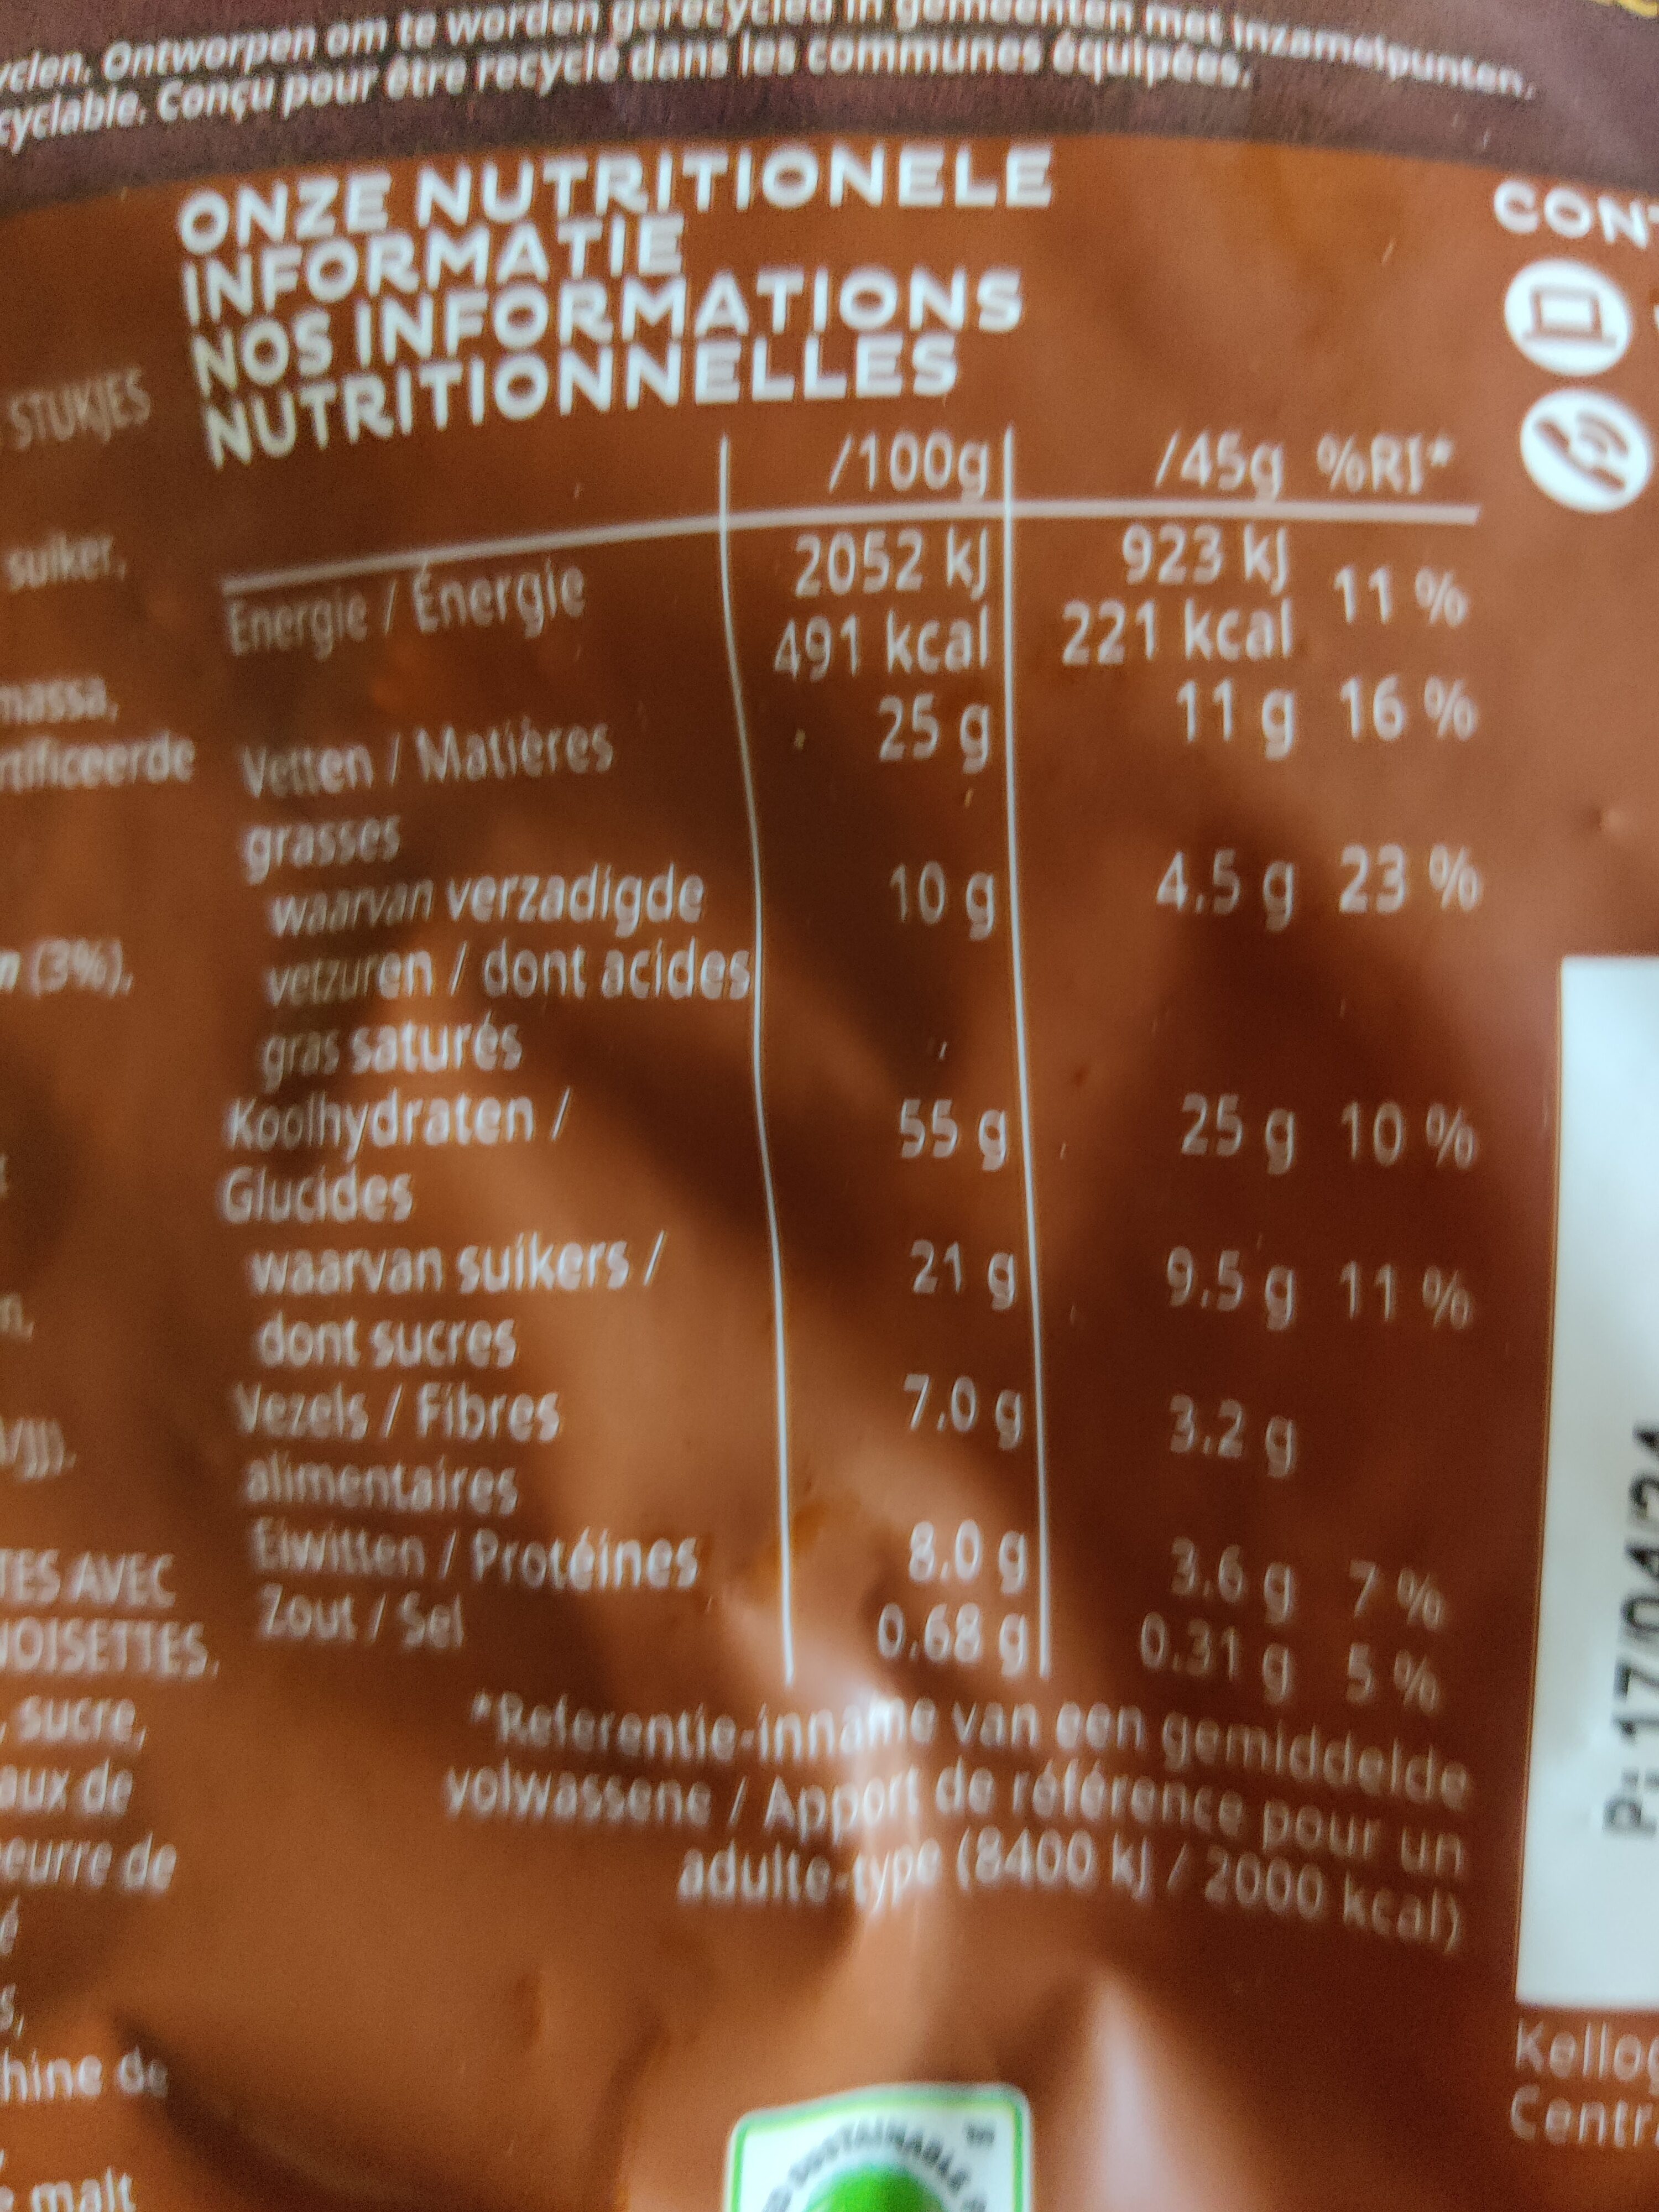 yclen. Ontworpen om te worden gerecycled in gemeenten met inzamelpunten.
cyclable. Conçu pour être recyclé dans les communes équipées.
ONZE NUTRITIONELE
INFORMATIE
NOS INFORMATIONS
NUTRITIONNELLES
/100g /45g %RI*
Energie / Énergie 2052 kJ 923 kJ 11 %
491 kcal 221 kcal
Vetten / Matières 25 g 11 g 16 %
grasses
waarvan verzadigde 10 g 4.5 g 23 %
vetzuren / dont acides
gras saturés
Koolhydraten / 55 g 25 g 10 %
Glucides
waarvan suikers / 21 g 9.5 g 11 %
dont sucres
Vezels / Fibres 7.0 g 3.2 g
alimentaires
Eiwitten / Protéines 8.0 g 3.6 g 7 %
Zout / Sel 0.68 g 0.31 g 5 %
*Referentie-inname van een gemiddelde
volwassene / Apport de référence pour un
adulte-type (8400 kJ / 2000 kcal)
STUKJES
suiker,
massa,
rtificeerde
n (3%),
TES AVEC
NOISETTES.
, sucre,
aux de
eurre de
é
s,
hine de
malt
CONT
17/04/24
Kellog
Centr
SUSTAINABLE